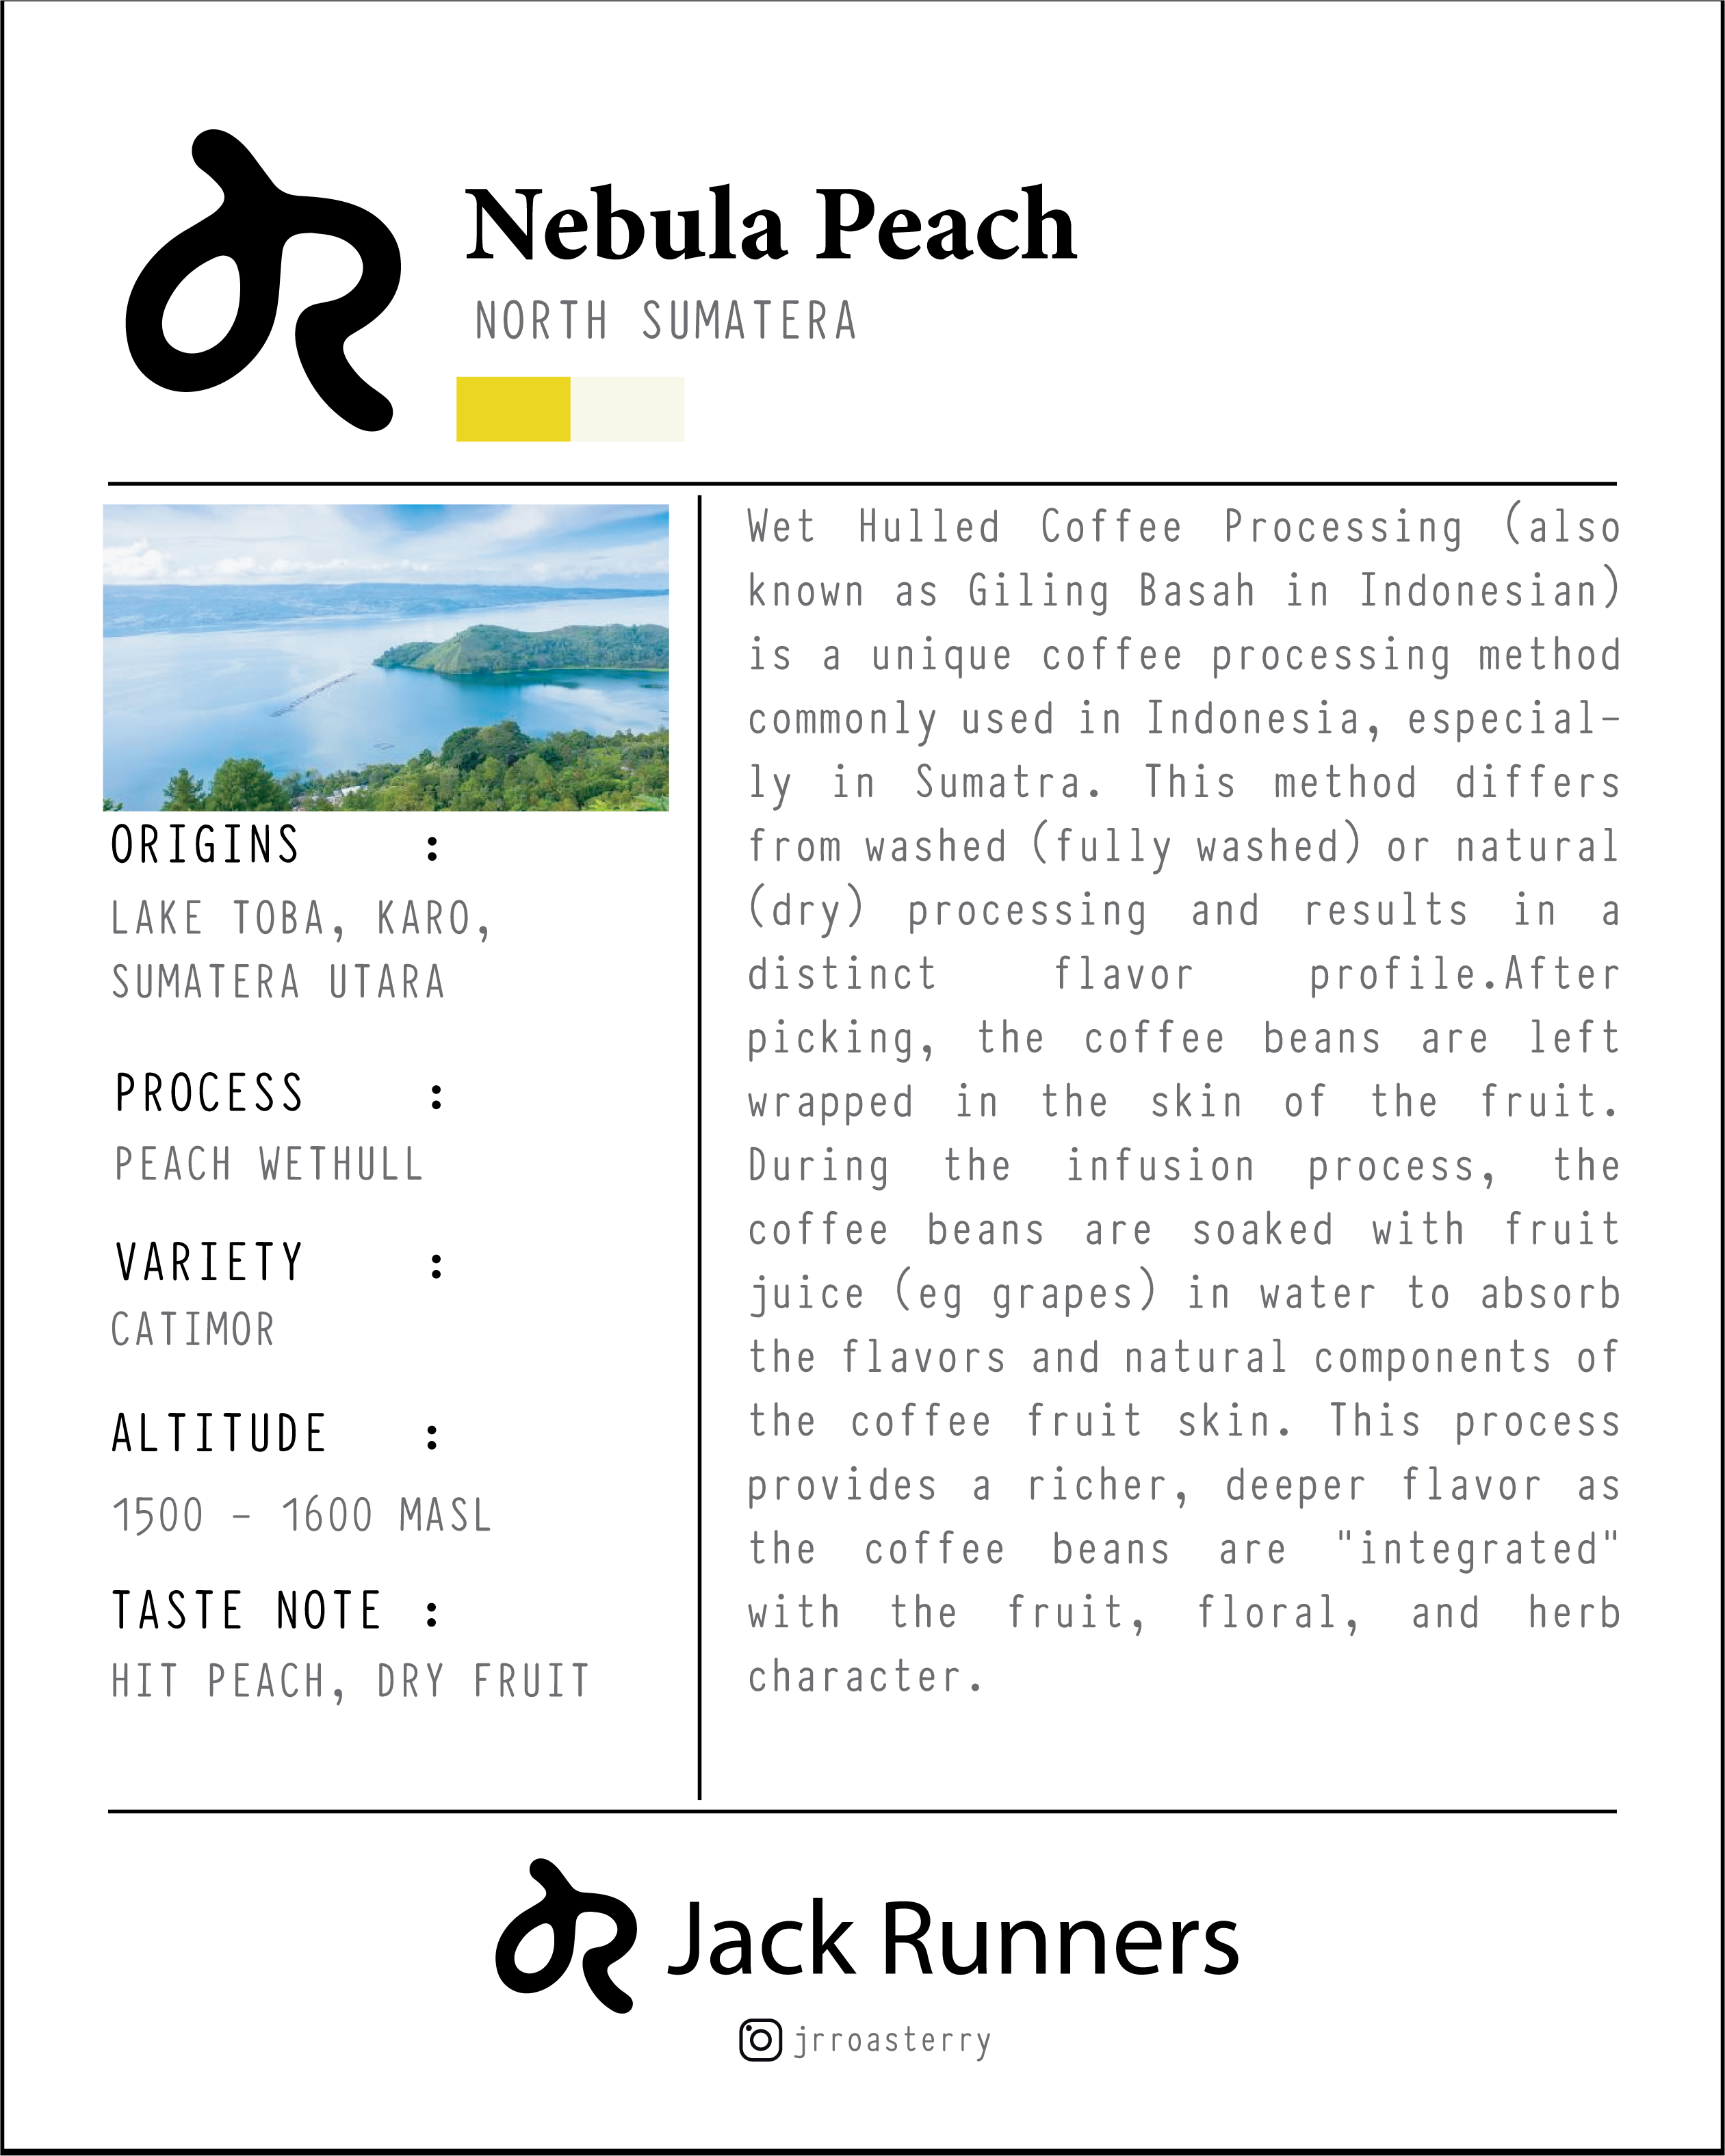 Nebula Peach
NORTH SUMATERA
ORIGINS :
LAKE TOBA, KARO,
SUMATERA UTARA
PROCESS :
PEACH WETHULL
VARIETY :
CATIMOR
ALTITUDE :
1500 - 1600 MASL
TASTE NOTE :
HIT PEACH, DRY FRUIT
Wet Hulled Coffee Processing (also
known as Giling Basah in Indonesian)
is a unique coffee processing method
commonly used in Indonesia, especial-
ly in Sumatra. This method differs
from washed (fully washed) or natural
(dry) processing and results in a
distinct flavor profile.After
picking, the coffee beans are left
wrapped in the skin of the fruit.
During the infusion process, the
coffee beans are soaked with fruit
juice (eg grapes) in water to absorb
the flavors and natural components of
the coffee fruit skin. This process
provides a richer, deeper flavor as
the coffee beans are "integrated"
with the fruit, floral, and herb
character.
Jack Runners
jrroasterry